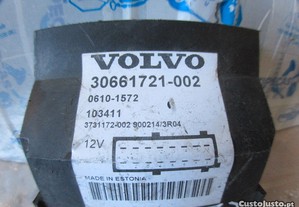 VOLVO
30661721-002
0610-1572
103411
3731172-002 900214/3R04
12V
MADE IN ESTONIA
CustoJusto.pt